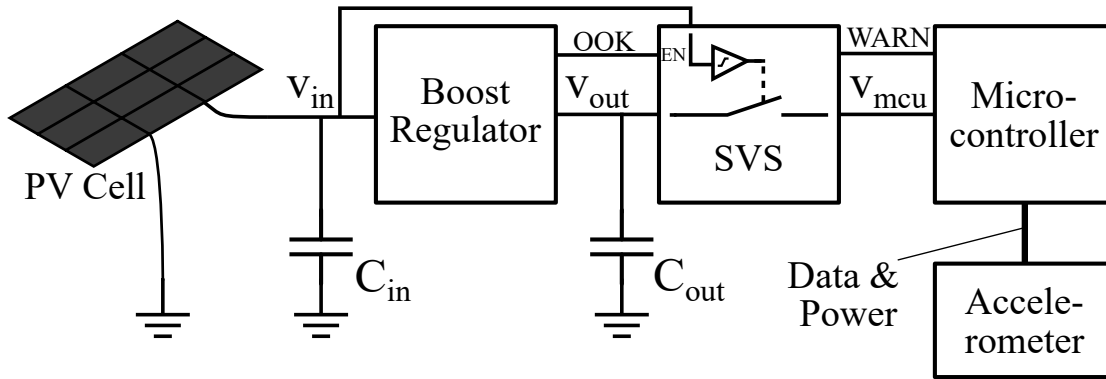 PV Cell
Vin
Cin
Boost
Regulator
OOK
Vout
Cout
EN
SVS
WARN
Vmcu
Micro-
controller
Data &
Power
Accele-
rometer